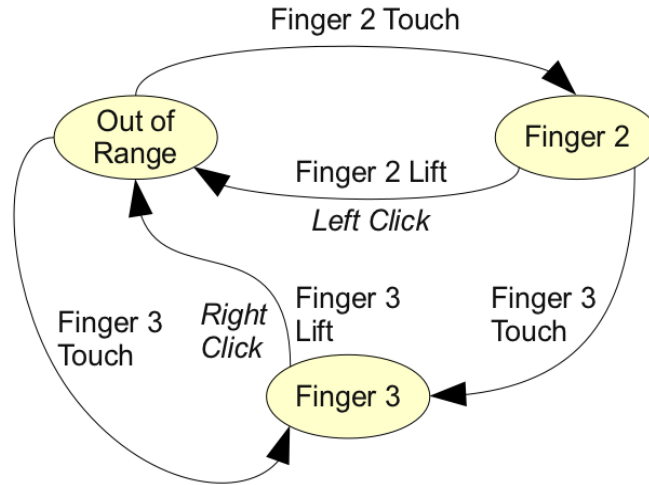 Finger 2 Touch
Out of
Range
Finger 2
Finger 2 Lift
Left Click
Finger 3
Touch
Right
Click
Finger 3
Lift
Finger 3
Touch
Finger 3